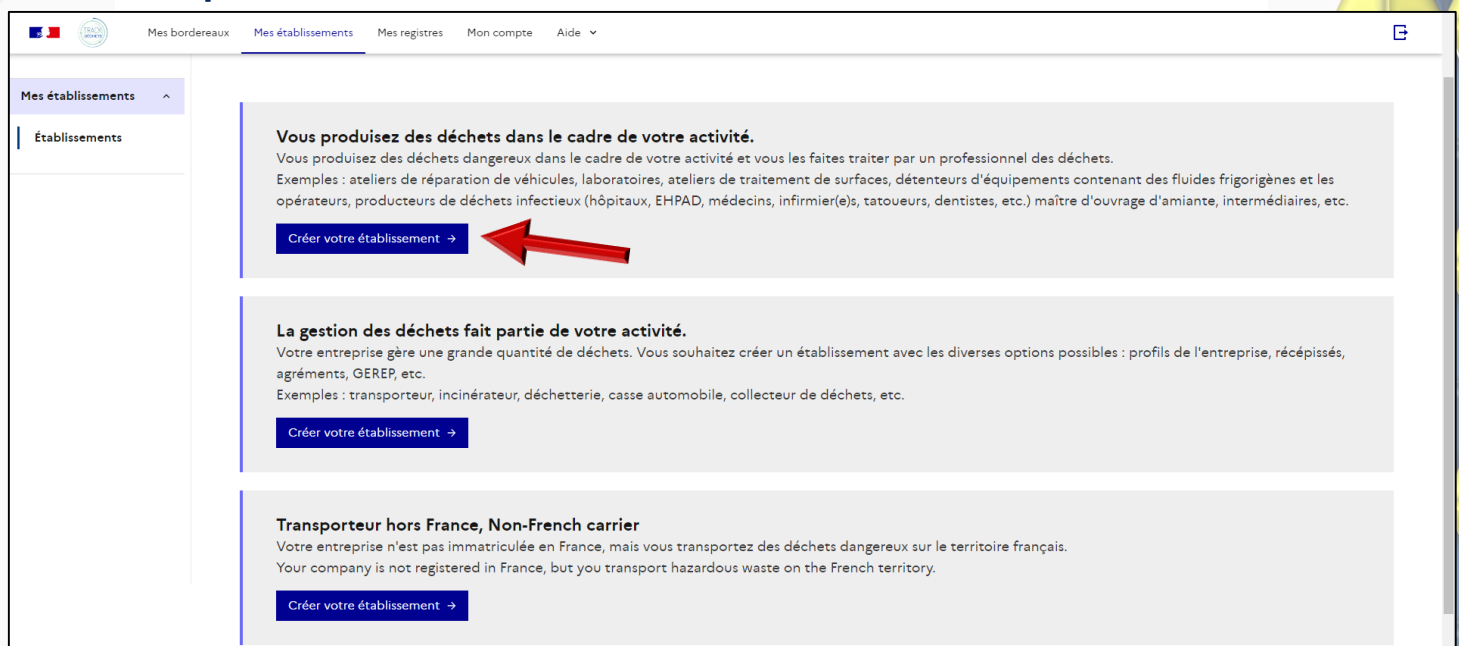 TRACK
DÉCHETS
Mes bordereaux Mes établissements Mes registres Mon compte Aide
Mes établissements
Établissements
Vous produisez des déchets dans le cadre de votre activité.
Vous produisez des déchets dangereux dans le cadre de votre activité et vous les faites traiter par un professionnel des déchets.
Exemples : ateliers de réparation de véhicules, laboratoires, ateliers de traitement de surfaces, détenteurs d'équipements contenant des fluides frigorigènes et les
opérateurs, producteurs de déchets infectieux (hôpitaux, EHPAD, médecins, infirmier(e)s, tatoueurs, dentistes, etc.) maître d'ouvrage d'amiante, intermédiaires, etc.
Créer votre établissement →
La gestion des déchets fait partie de votre activité.
Votre entreprise gère une grande quantité de déchets. Vous souhaitez créer un établissement avec les diverses options possibles : profils de l'entreprise, récépissés,
agréments, GEREP, etc.
Exemples : transporteur, incinérateur, déchetterie, casse automobile, collecteur de déchets, etc.
Créer votre établissement →
Transporteur hors France, Non-French carrier
Votre entreprise n'est pas immatriculée en France, mais vous transportez des déchets dangereux sur le territoire français.
Your company is not registered in France, but you transport hazardous waste on the French territory.
Créer votre établissement →